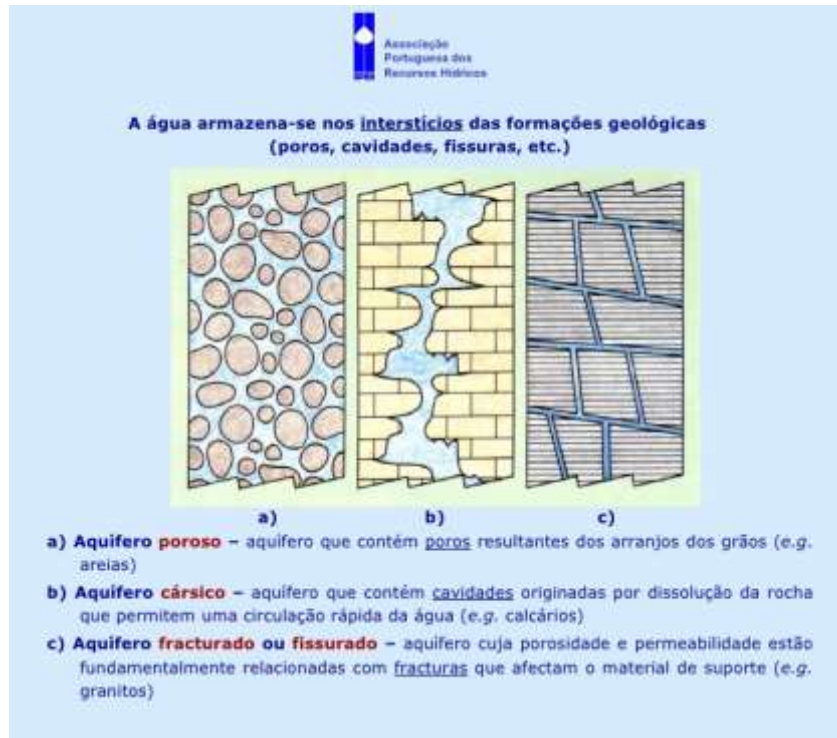 Associação
Portuguesa dos
Recursos Hídricos
A água armazena-se nos interstícios das formações geológicas
(poros, cavidades, fissuras, etc.)
a) b) c)
a) Aquífero poroso – aquífero que contém poros resultantes dos arranjos dos grãos (e.g.
areias)
b) Aquífero cársico – aquífero que contém cavidades originadas por dissolução da rocha
que permitem uma circulação rápida da água (e.g. calcários)
c) Aquífero fracturado ou fissurado – aquífero cuja porosidade e permeabilidade estão
fundamentalmente relacionadas com fracturas que afectam o material de suporte (e.g.
granitos)